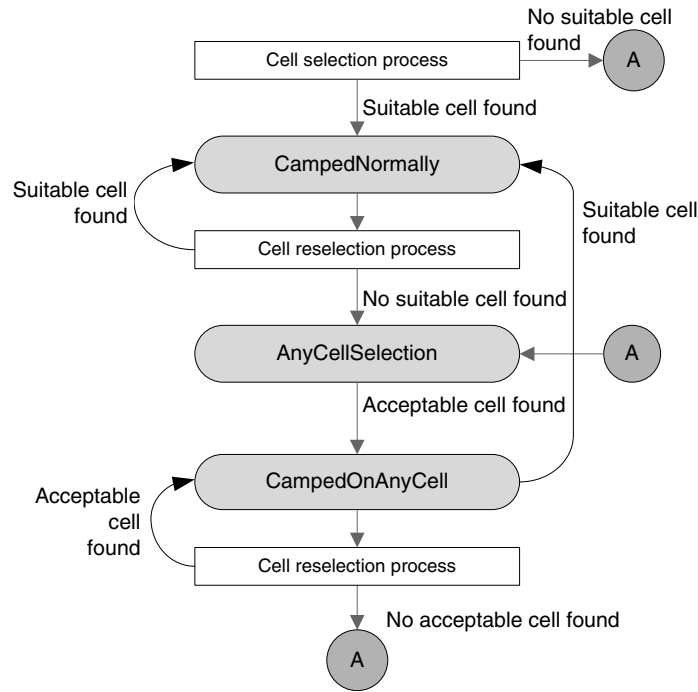 No suitable cell
found
Cell selection process
A
Suitable cell found
CampedNormally
Suitable cell
found
Suitable cell
found
Cell reselection process
No suitable cell found
AnyCellSelection
A
Acceptable cell found
CampedOnAnyCell
Acceptable
cell
found
Cell reselection process
No acceptable cell found
A